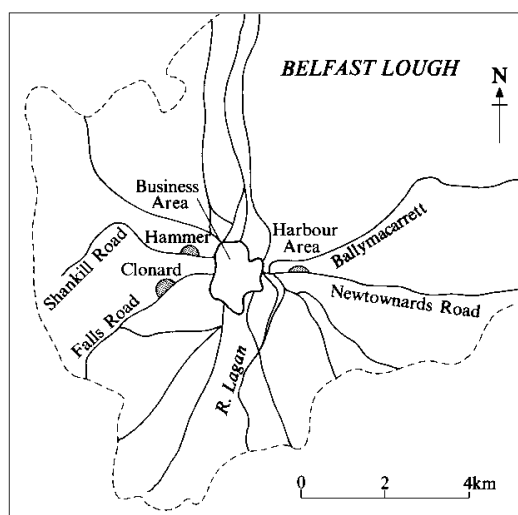 BELFAST LOUGH
N
Business
Area
Harbour
Area
Hammer
Clonard
Shankill Road
Falls Road
Ballymacarrett
Newtownards Road
R. Lagan
0 2 4km